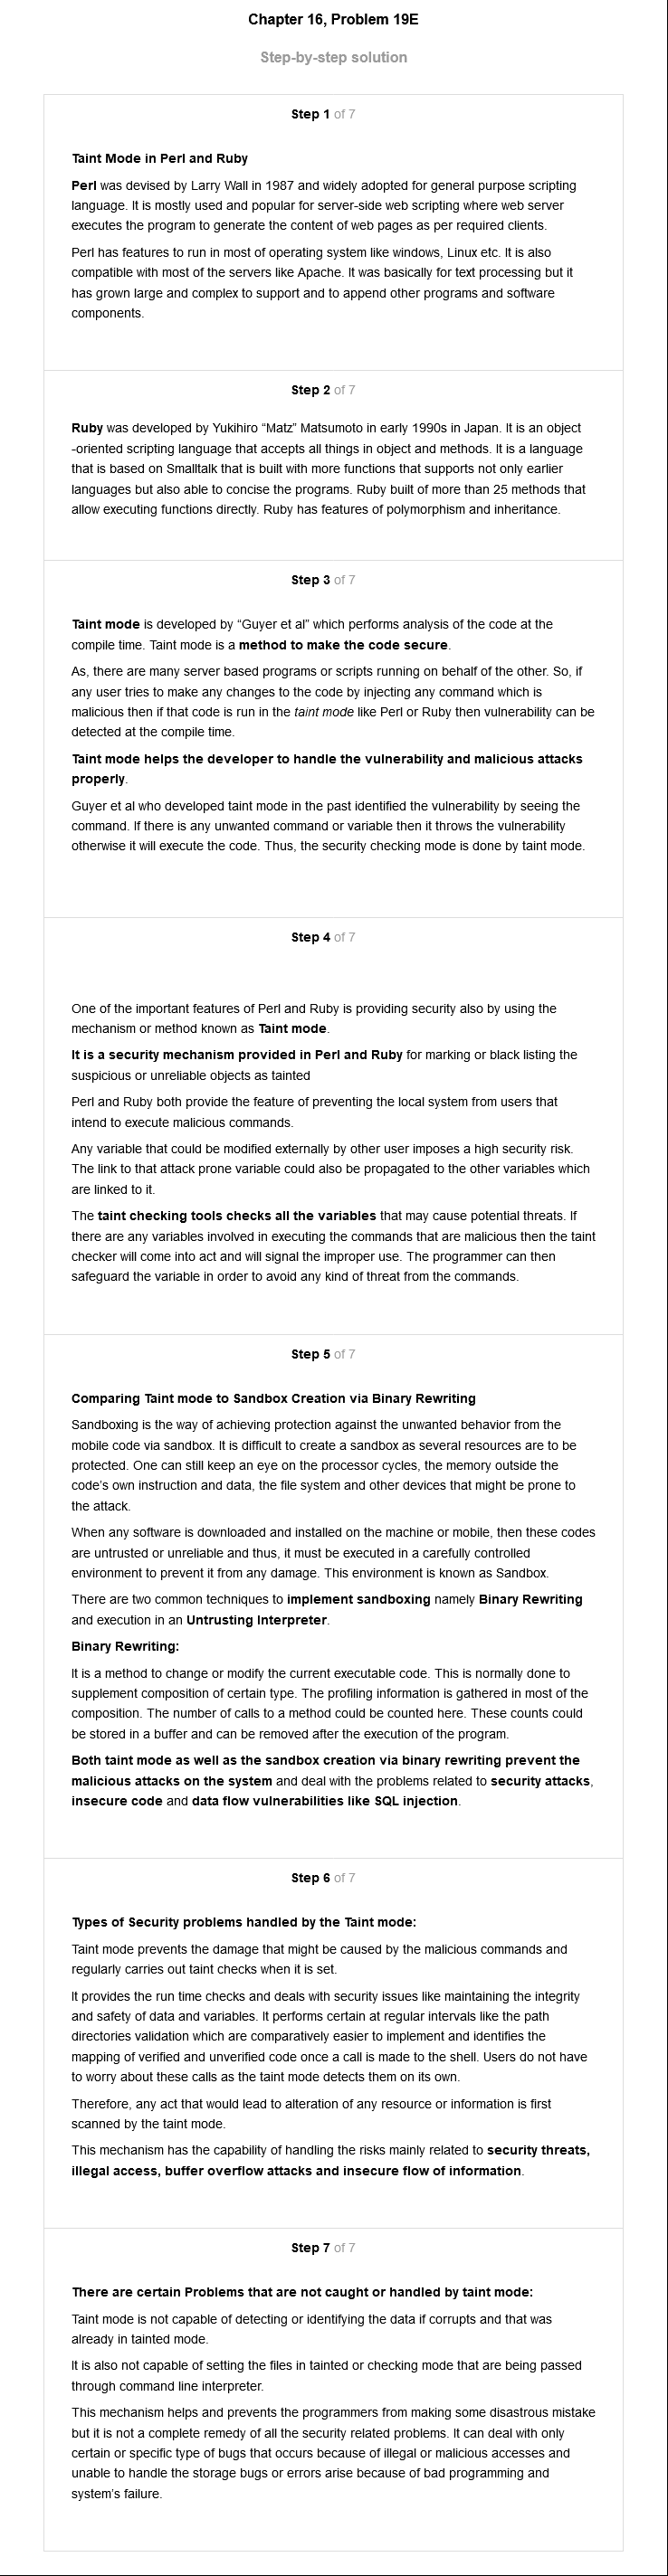 Chapter 16, Problem 19E
Step-by-step solution
Step 1 of 7
Taint Mode in Perl and Ruby
Perl was devised by Larry Wall in 1987 and widely adopted for general purpose scripting
language. It is mostly used and popular for server-side web scripting where web server
executes the program to generate the content of web pages as per required clients.
Perl has features to run in most of operating system like windows, Linux etc. It is also
compatible with most of the servers like Apache. It was basically for text processing but it
has grown large and complex to support and to append other programs and software
components.
Step 2 of 7
Ruby was developed by Yukihiro “Matz” Matsumoto in early 1990s in Japan. It is an object
-oriented scripting language that accepts all things in object and methods. It is a language
that is based on Smalltalk that is built with more functions that supports not only earlier
languages but also able to concise the programs. Ruby built of more than 25 methods that
allow executing functions directly. Ruby has features of polymorphism and inheritance.
Step 3 of 7
Taint mode is developed by “Guyer et al” which performs analysis of the code at the
compile time. Taint mode is a method to make the code secure.
As, there are many server based programs or scripts running on behalf of the other. So, if
any user tries to make any changes to the code by injecting any command which is
malicious then if that code is run in the taint mode like Perl or Ruby then vulnerability can be
detected at the compile time.
Taint mode helps the developer to handle the vulnerability and malicious attacks
properly.
Guyer et al who developed taint mode in the past identified the vulnerability by seeing the
command. If there is any unwanted command or variable then it throws the vulnerability
otherwise it will execute the code. Thus, the security checking mode is done by taint mode.
Step 4 of 7
One of the important features of Perl and Ruby is providing security also by using the
mechanism or method known as Taint mode.
It is a security mechanism provided in Perl and Ruby for marking or black listing the
suspicious or unreliable objects as tainted
Perl and Ruby both provide the feature of preventing the local system from users that
intend to execute malicious commands.
Any variable that could be modified externally by other user imposes a high security risk.
The link to that attack prone variable could also be propagated to the other variables which
are linked to it.
The taint checking tools checks all the variables that may cause potential threats. If
there are any variables involved in executing the commands that are malicious then the taint
checker will come into act and will signal the improper use. The programmer can then
safeguard the variable in order to avoid any kind of threat from the commands.
Step 5 of 7
Comparing Taint mode to Sandbox Creation via Binary Rewriting
Sandboxing is the way of achieving protection against the unwanted behavior from the
mobile code via sandbox. It is difficult to create a sandbox as several resources are to be
protected. One can still keep an eye on the processor cycles, the memory outside the
code’s own instruction and data, the file system and other devices that might be prone to
the attack.
When any software is downloaded and installed on the machine or mobile, then these codes
are untrusted or unreliable and thus, it must be executed in a carefully controlled
environment to prevent it from any damage. This environment is known as Sandbox.
There are two common techniques to implement sandboxing namely Binary Rewriting
and execution in an Untrusting Interpreter.
Binary Rewriting:
It is a method to change or modify the current executable code. This is normally done to
supplement composition of certain type. The profiling information is gathered in most of the
composition. The number of calls to a method could be counted here. These counts could
be stored in a buffer and can be removed after the execution of the program.
Both taint mode as well as the sandbox creation via binary rewriting prevent the
malicious attacks on the system and deal with the problems related to security attacks,
insecure code and data flow vulnerabilities like SQL injection.
Step 6 of 7
Types of Security problems handled by the Taint mode:
Taint mode prevents the damage that might be caused by the malicious commands and
regularly carries out taint checks when it is set.
It provides the run time checks and deals with security issues like maintaining the integrity
and safety of data and variables. It performs certain at regular intervals like the path
directories validation which are comparatively easier to implement and identifies the
mapping of verified and unverified code once a call is made to the shell. Users do not have
to worry about these calls as the taint mode detects them on its own.
Therefore, any act that would lead to alteration of any resource or information is first
scanned by the taint mode.
This mechanism has the capability of handling the risks mainly related to security threats,
illegal access, buffer overflow attacks and insecure flow of information.
Step 7 of 7
There are certain Problems that are not caught or handled by taint mode:
Taint mode is not capable of detecting or identifying the data if corrupts and that was
already in tainted mode.
It is also not capable of setting the files in tainted or checking mode that are being passed
through command line interpreter.
This mechanism helps and prevents the programmers from making some disastrous mistake
but it is not a complete remedy of all the security related problems. It can deal with only
certain or specific type of bugs that occurs because of illegal or malicious accesses and
unable to handle the storage bugs or errors arise because of bad programming and
system’s failure.